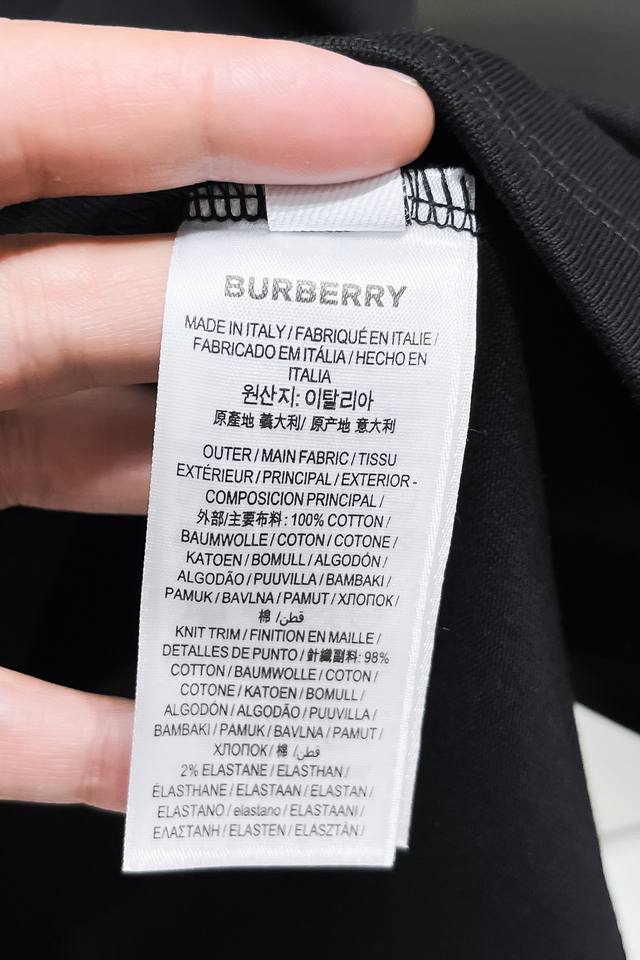 BURBERRY
MADE IN ITALY / FABRIQUÉ EN ITALIE /
FABRICADO EM ITÁLIA / HECHO EN
ITALIA
원산지: 이탈리아
原產地 義大利/ 原产地 意大利
OUTER / MAIN FABRIC / TISSU
EXTÉRIEUR / PRINCIPAL / EXTERIOR -
COMPOSICION PRINCIPAL /
外部/主要布料: 100% COTTON /
BAUMWOLLE / COTON / COTONE /
KATOEN / BOMULL / ALGODÓN /
ALGODÃO / PUUVILLA / BAMBAKI /
PAMUK / BAVLNA / PAMUT / ХЛОПОК /
棉 /قطن
KNIT TRIM / FINITION EN MAILLE /
DETALLES DE PUNTO / 針織副料: 98%
COTTON / BAUMWOLLE / COTON /
COTONE / KATOEN / BOMULL /
ALGODÓN / ALGODÃO / PUUVILLA /
BAMBAKI / PAMUK / BAVLNA / PAMUT /
ХЛОПОК / 棉 /قطن
2% ELASTANE / ELASTHAN /
ÉLASTHANE / ELASTAAN / ELASTAN /
ELASTANO / elastano / ELASTAANI /
ΕΛΑΣΤΑΝΗ / ELASTEN / ELASZTÁN /